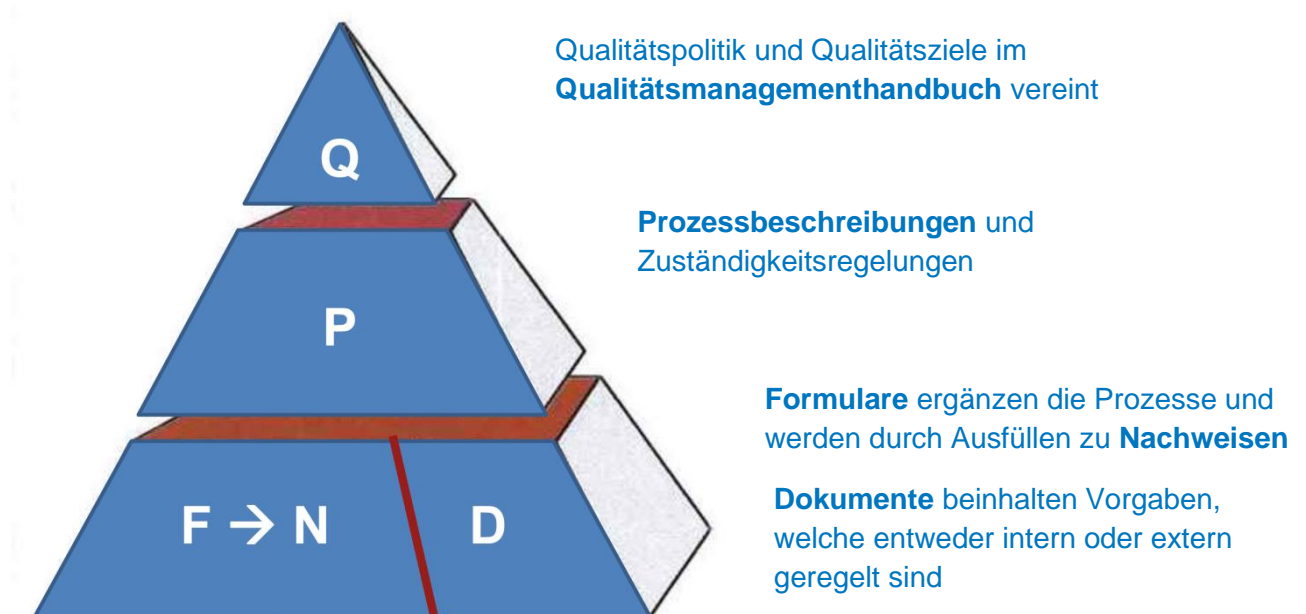 Qualitätspolitik und Qualitätsziele im
Qualitätsmanagementhandbuch vereint
Q
Prozessbeschreibungen und
Zuständigkeitsregelungen
P
Formulare ergänzen die Prozesse und
werden durch Ausfüllen zu Nachweisen
F → N
D
Dokumente beinhalten Vorgaben,
welche entweder intern oder extern
geregelt sind